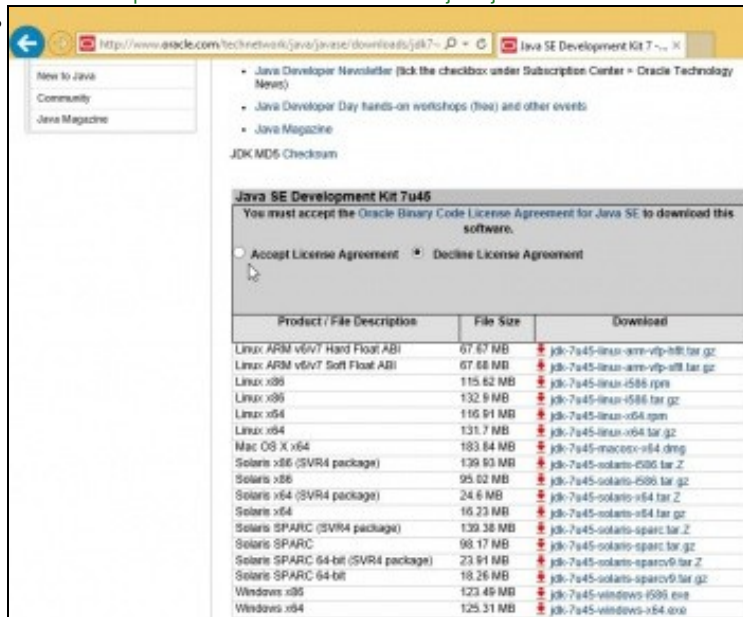 http://www.oracle.com/technetwork/java/javase/downloads/jdk7-
Java SE Development Kit 7 -...
New to Java
Community
Java Magazine
Java Developer Newsletter (tick the checkbox under Subscription Center > Oracle Technology
News)
Java Developer Day hands-on workshops (free) and other events
Java Magazine
JDK MD5 Checksum
Java SE Development Kit 7u45
You must accept the Oracle Binary Code License Agreement for Java SE to download this
software.
Accept License Agreement Decline License Agreement
Product / File Description File Size Download
Linux ARM v6/v7 Hard Float ABI 67.67 MB jdk-7u45-linux-arm-vfp-hflt.tar.gz
Linux ARM v6/v7 Soft Float ABI 67.68 MB jdk-7u45-linux-arm-vfp-sflt.tar.gz
Linux x86 115.62 MB jdk-7u45-linux-i586.rpm
Linux x86 132.9 MB jdk-7u45-linux-i586.tar.gz
Linux x64 116.91 MB jdk-7u45-linux-x64.rpm
Linux x64 131.7 MB jdk-7u45-linux-x64.tar.gz
Mac OS X x64 183.84 MB jdk-7u45-macosx-x64.dmg
Solaris x86 (SVR4 package) 139.93 MB jdk-7u45-solaris-i586.tar.Z
Solaris x86 95.02 MB jdk-7u45-solaris-i586.tar.gz
Solaris x64 (SVR4 package) 24.6 MB jdk-7u45-solaris-x64.tar.Z
Solaris x64 16.23 MB jdk-7u45-solaris-x64.tar.gz
Solaris SPARC (SVR4 package) 139.38 MB jdk-7u45-solaris-sparc.tar.Z
Solaris SPARC 98.17 MB jdk-7u45-solaris-sparc.tar.gz
Solaris SPARC 64-bit (SVR4 package) 23.91 MB jdk-7u45-solaris-sparcv9.tar.Z
Solaris SPARC 64-bit 18.26 MB jdk-7u45-solaris-sparcv9.tar.gz
Windows x86 123.49 MB jdk-7u45-windows-i586.exe
Windows x64 125.31 MB jdk-7u45-windows-x64.exe